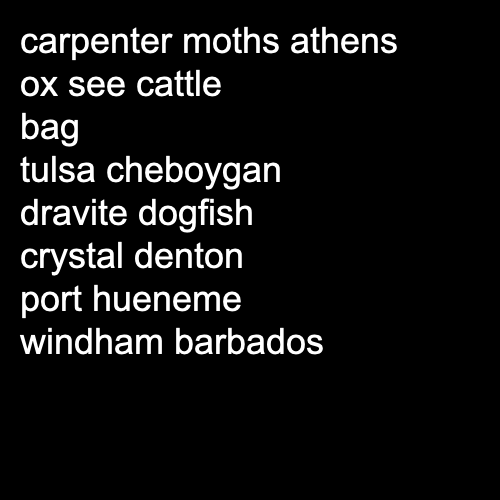 carpenter moths athens
ox see cattle
bag
tulsa cheboygan
dravite dogfish
crystal denton
port hueneme
windham barbados